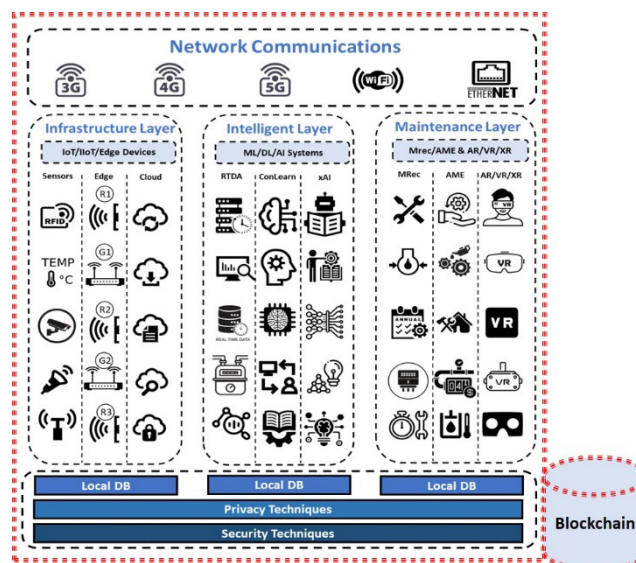 Network Communications
3G 4G 5G WiFi ETHERNET
Infrastructure Layer Intelligent Layer Maintenance Layer
IoT/IIoT/Edge Devices ML/DL/AI Systems Mrec/AME & AR/VR/XR
Sensors Edge Cloud RTDA ConLearn xAI MRec AME AR/VR/XR
R1 VR
RFID
TEMP G1 VR
°C
R2 ANNUAL VR
REAL TIME DATA
G2 VR
R3
Local DB Local DB Local DB
Privacy Techniques
Security Techniques
Blockchain